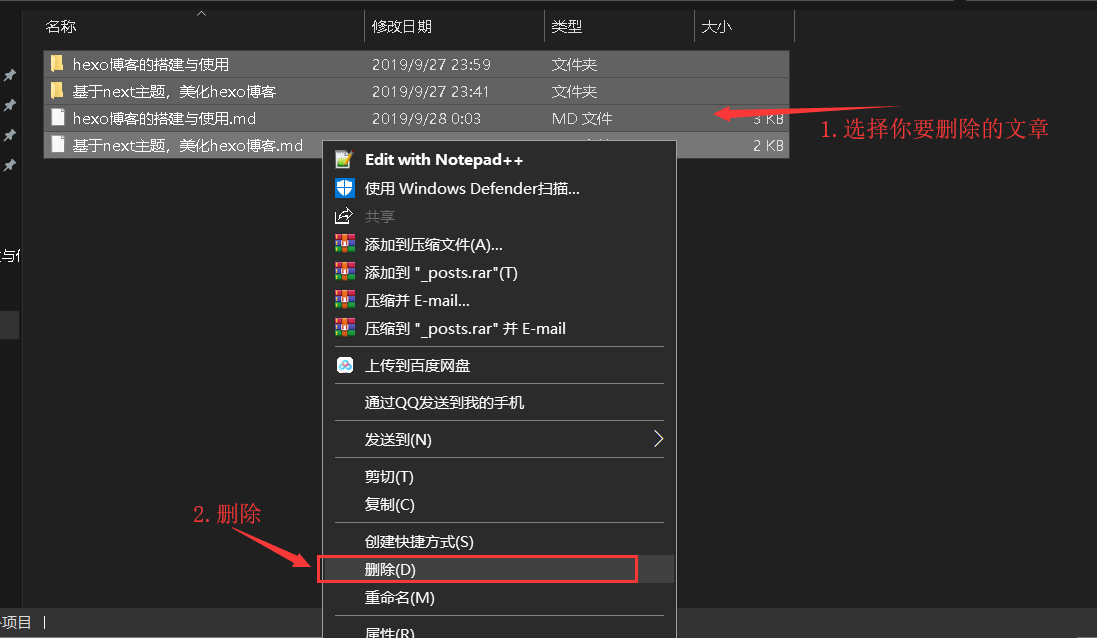 名称 修改日期 类型 大小
hexo博客的搭建与使用 2019/9/27 23:59 文件夹
基于next主题，美化hexo博客 2019/9/27 23:41 文件夹
hexo博客的搭建与使用.md 2019/9/28 0:03 MD 文件 3 KB
基于next主题，美化hexo博客.md 2 KB
1.选择你要删除的文章
Edit with Notepad++
使用 Windows Defender扫描...
共享
添加到压缩文件(A)...
添加到 "_posts.rar"(T)
压缩并 E-mail...
压缩到 "_posts.rar" 并 E-mail
上传到百度网盘
通过QQ发送到我的手机
发送到(N)
剪切(T)
复制(C)
2.删除
创建快捷方式(S)
删除(D)
重命名(M)
项目
属性(R)